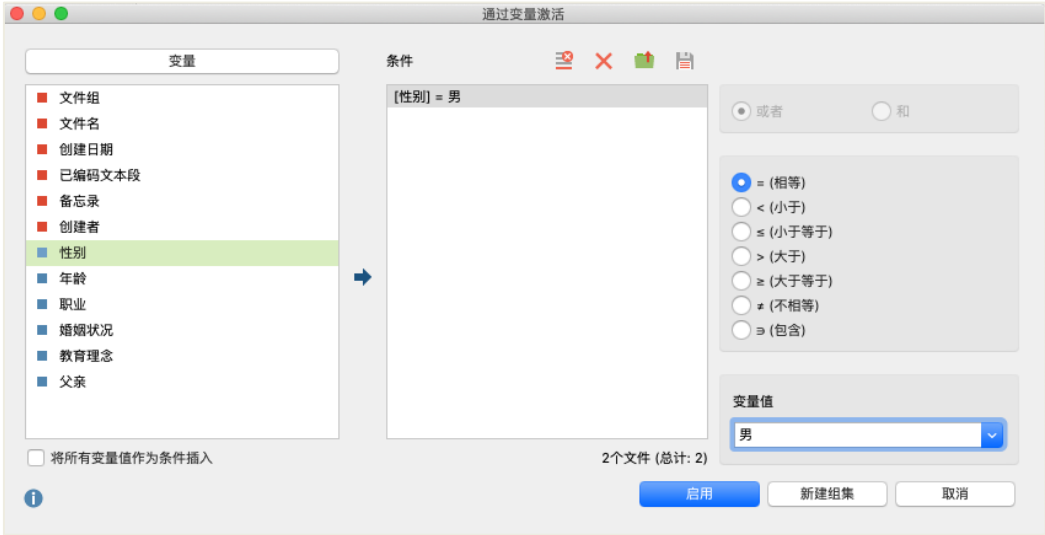 通过变量激活
变量
文件组
文件名
创建日期
已编码文本段
备忘录
创建者
性别
年龄
职业
婚姻状况
教育理念
父亲
将所有变量值作为条件插入
条件
[性别] = 男
2个文件 (总计: 2)
或者
和
= (相等)
< (小于)
≤ (小于等于)
> (大于)
≥ (大于等于)
≠ (不相等)
∋ (包含)
变量值
男
启用
新建组集
取消